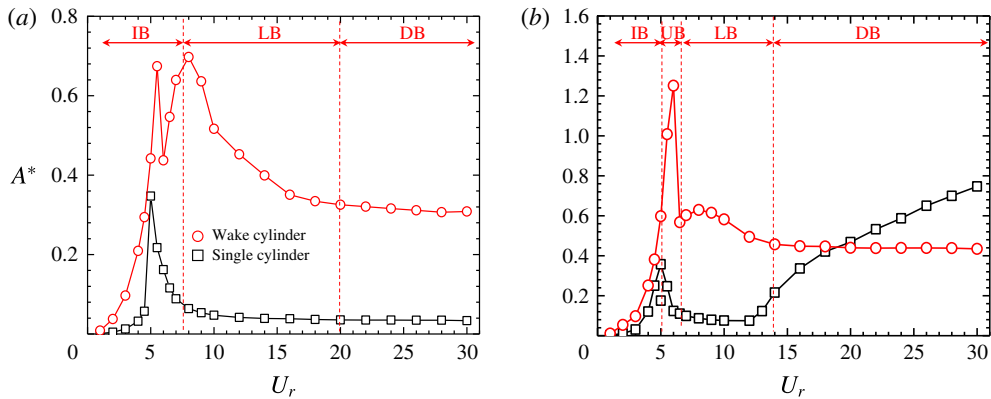 (a)
IB LB DB
0.8
0.6
A*
0.4
0.2
Wake cylinder
Single cylinder
0 5 10 15 20 25 30
U_r
(b)
IB UB LB DB
1.6
1.4
1.2
1.0
0.8
0.6
0.4
0.2
0 5 10 15 20 25 30
U_r